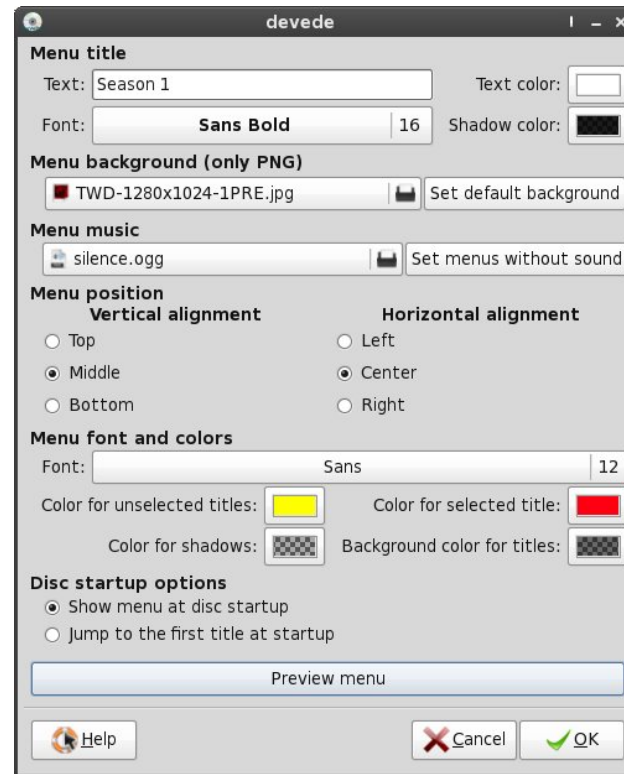 devede
Menu title
Text: Season 1 Text color:
Font: Sans Bold 16 Shadow color:
Menu background (only PNG)
TWD-1280x1024-1PRE.jpg Set default background
Menu music
silence.ogg Set menus without sound
Menu position
Vertical alignment Horizontal alignment
Top Left
Middle Center
Bottom Right
Menu font and colors
Font: Sans 12
Color for unselected titles: Color for selected title:
Color for shadows: Background color for titles:
Disc startup options
Show menu at disc startup
Jump to the first title at startup
Preview menu
Help Cancel OK